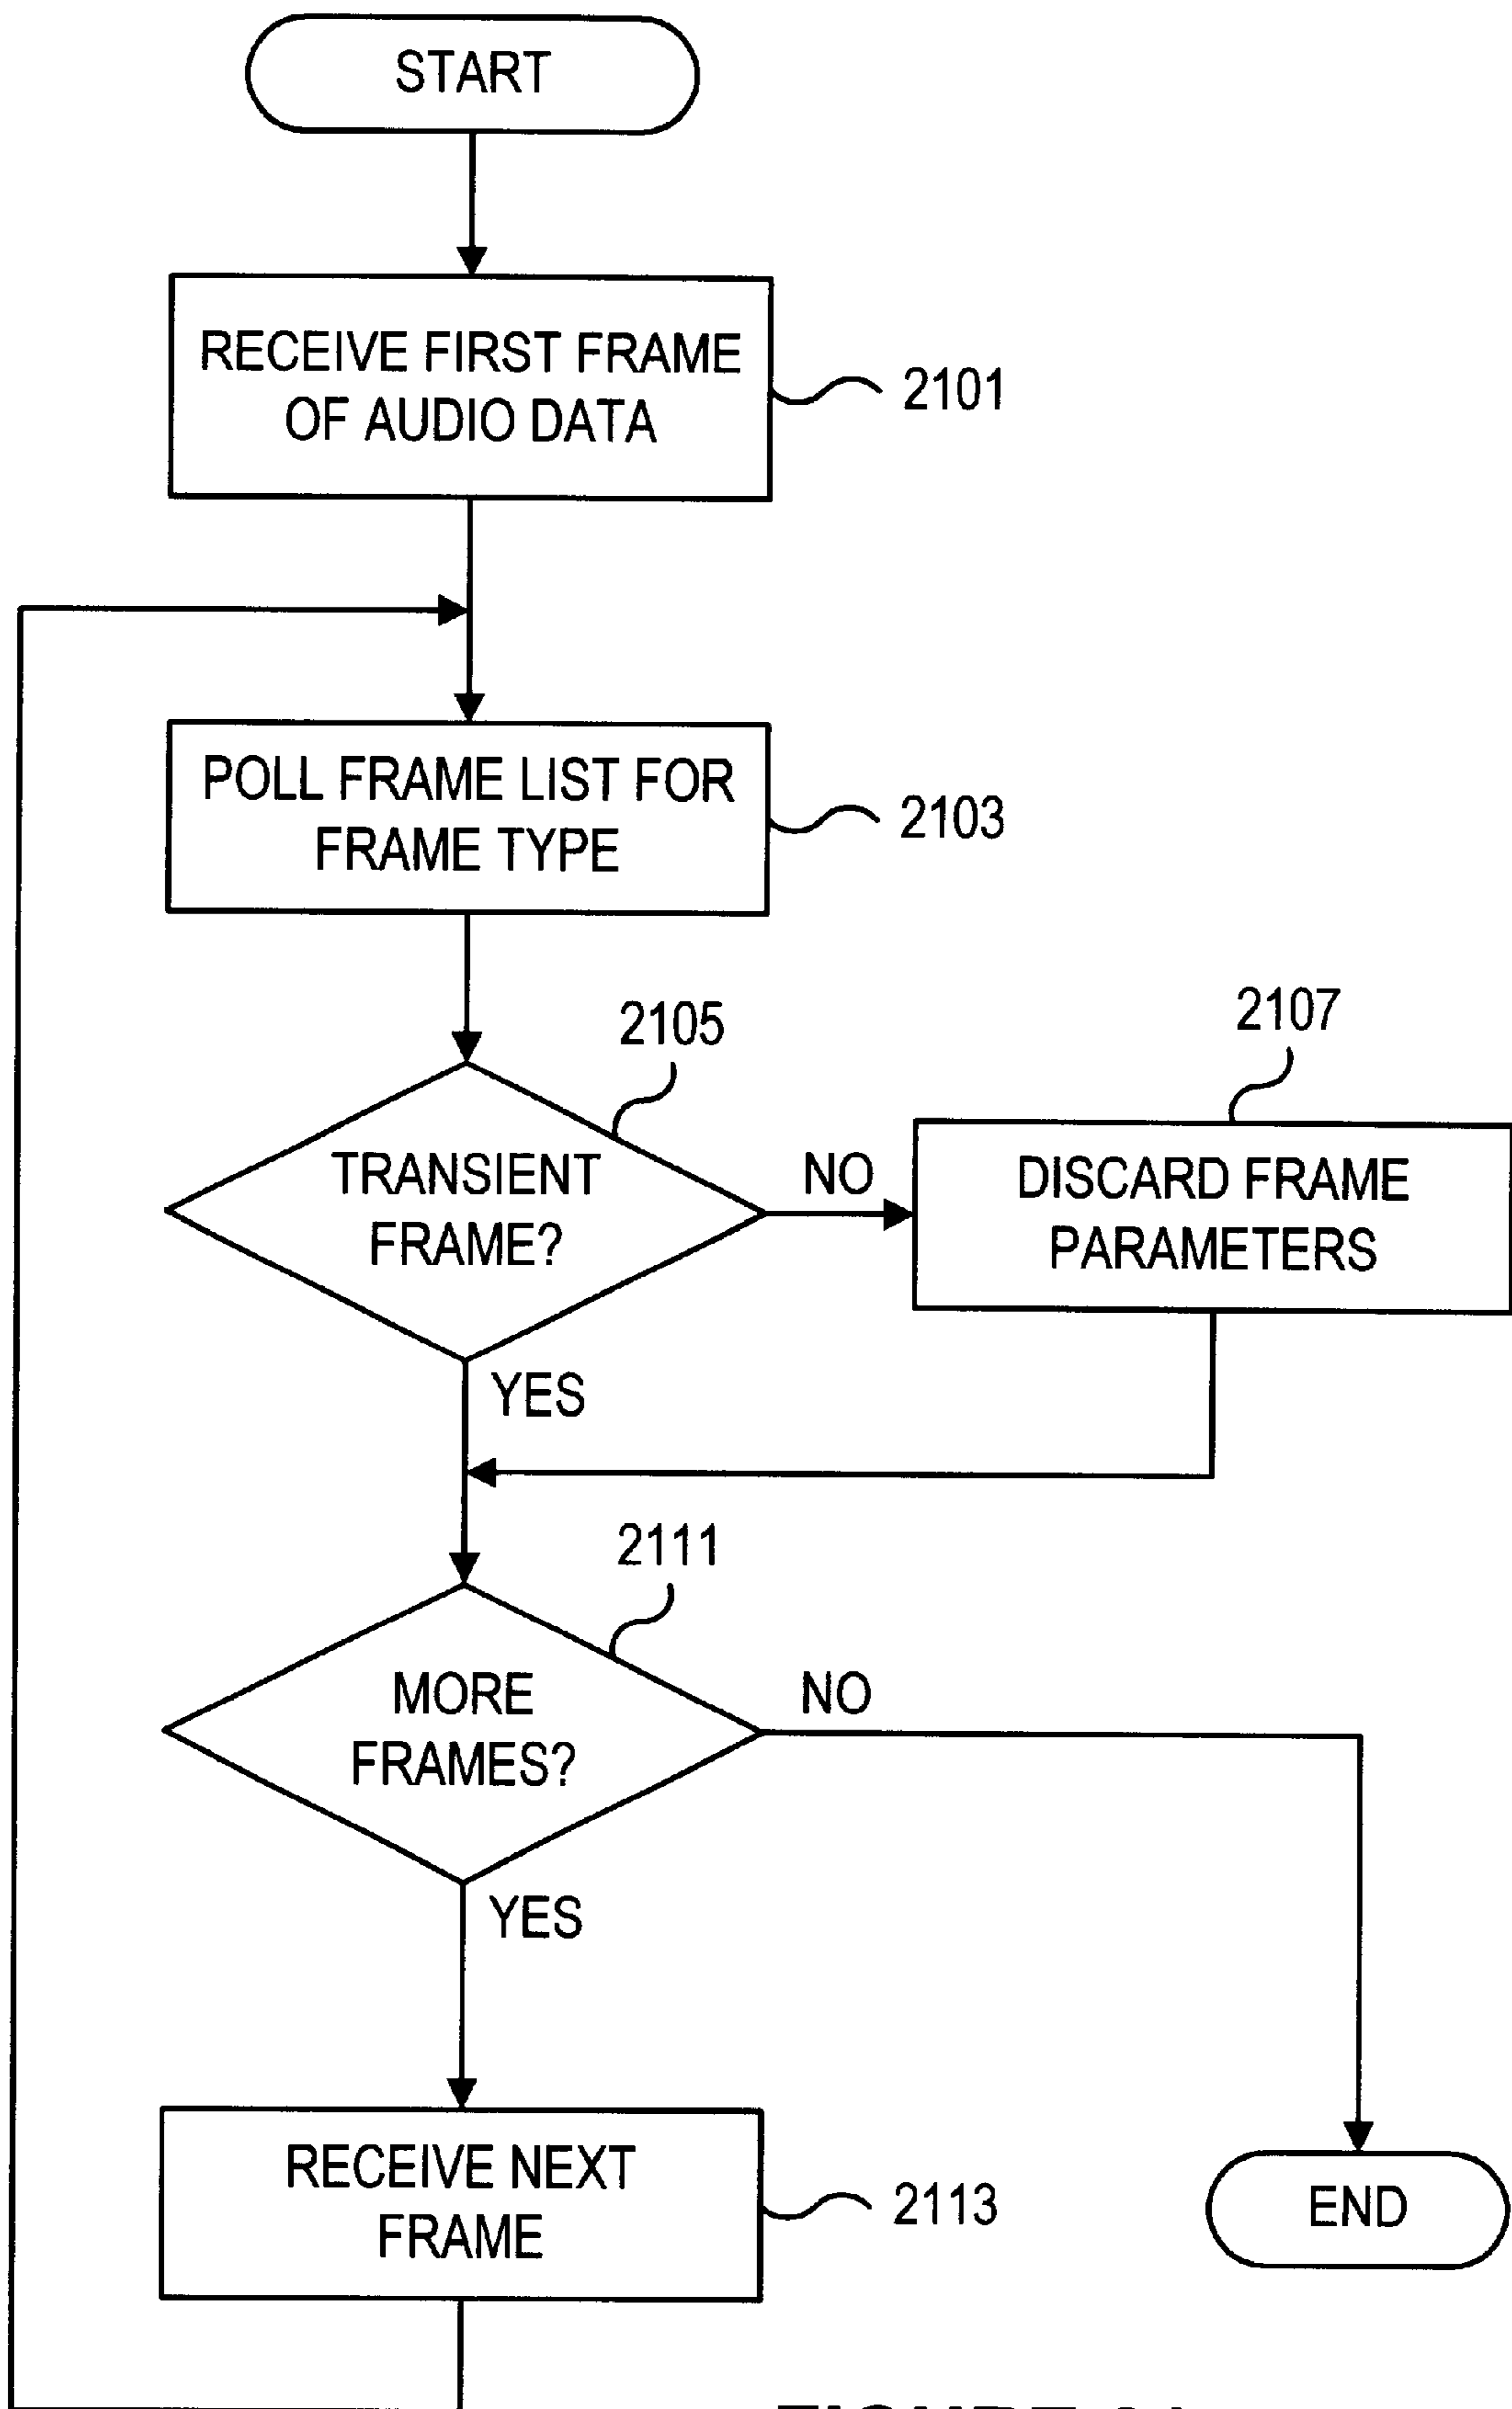 START
RECEIVE FIRST FRAME
OF AUDIO DATA
2101
POLL FRAME LIST FOR
FRAME TYPE
2103
2105
TRANSIENT
FRAME?
NO
2107
DISCARD FRAME
PARAMETERS
YES
2111
MORE
FRAMES?
NO
YES
RECEIVE NEXT
FRAME
2113
END